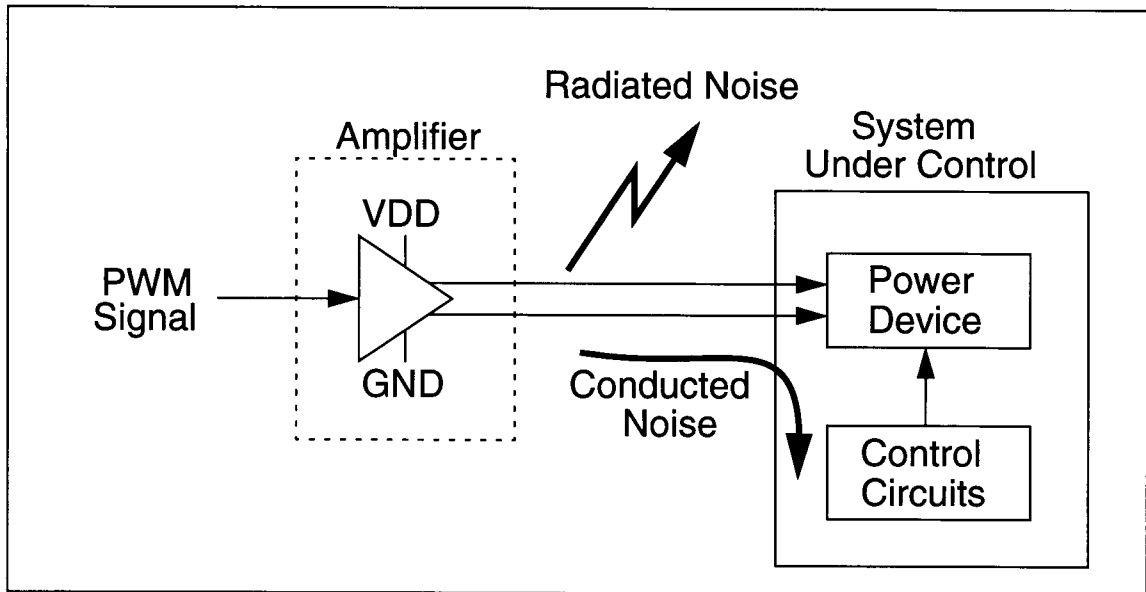 Radiated Noise
Amplifier
System
Under Control
VDD
PWM
Signal
Power
Device
GND
Conducted
Noise
Control
Circuits